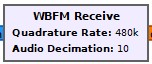 WBFM Receive
Quadrature Rate: 480k
Audio Decimation: 10